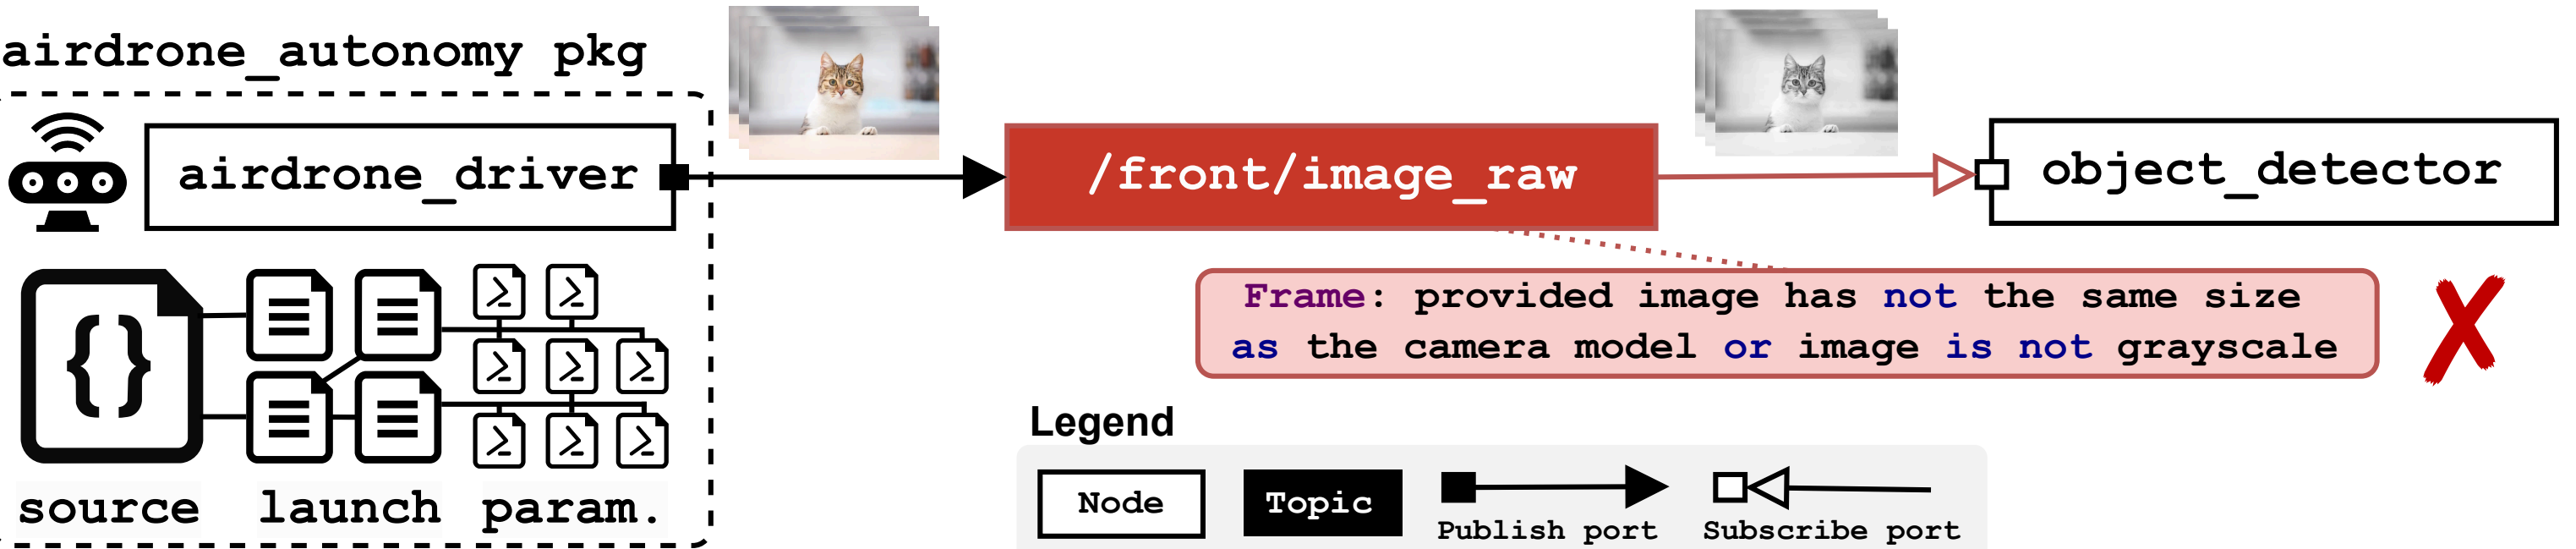 airdrone_autonomy pkg
airdrone_driver
/front/image_raw
object_detector
{}
source launch param.
Frame: provided image has not the same size
as the camera model or image is not grayscale
Legend
Node
Topic
Publish port
Subscribe port